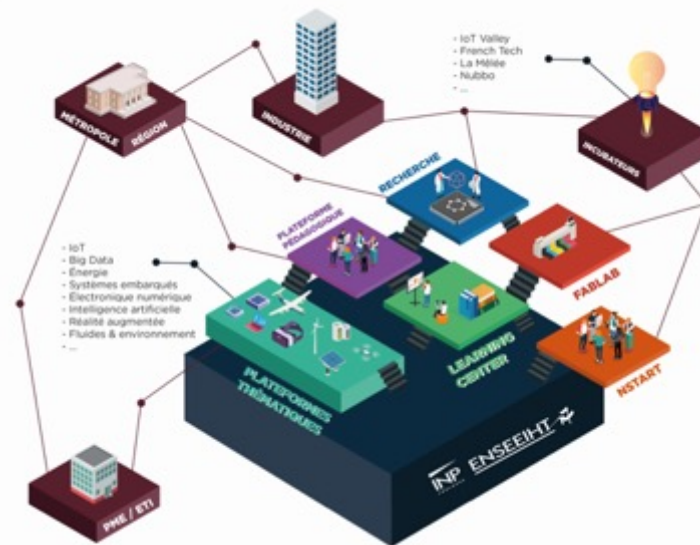 - IoT Valley
- French Tech
- La Mêlée
- Nubbo
- ...
MÉTROPOLE
RÉGION
INDUSTRIE
INCUBATEURS
RECHERCHE
PLATEFORME
PÉDAGOGIQUE
FABLAB
- IoT
- Big Data
- Énergie
- Systèmes embarqués
- Électronique numérique
- Intelligence artificielle
- Réalité augmentée
- Fluides & environnement
- ...
LEARNING
CENTER
NSTART
PLATEFORMES
THÉMATIQUES
INP ENSEEIHT
PME / ETI